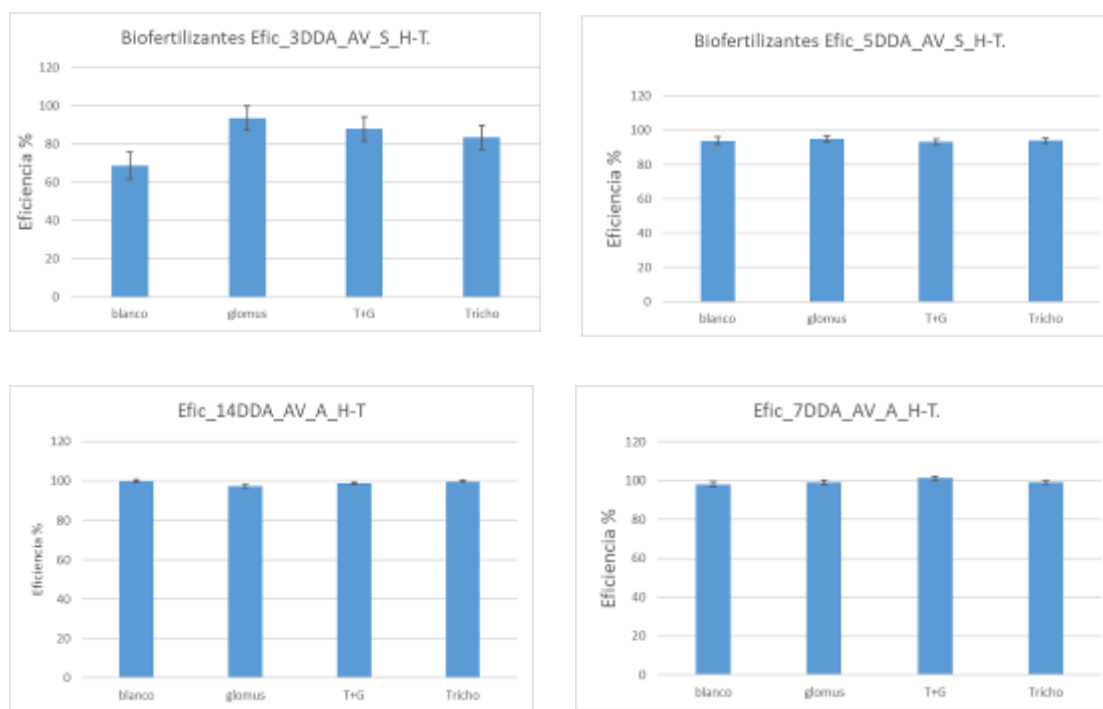 Biofertilizantes Efic_3DDA_AV_S_H-T.
120
100
80
60
40
20
0
Eficiencia %
blanco glomus T+G Tricho
Biofertilizantes Efic_5DDA_AV_S_H-T.
120
100
80
60
40
20
0
Eficiencia %
blanco glomus T+G Tricho
Efic_14DDA_AV_A_H-T
120
100
80
60
40
20
0
Eficiencia %
blanco glomus T+G Tricho
Efic_7DDA_AV_A_H-T.
120
100
80
60
40
20
0
Eficiencia %
blanco glomus T+G Tricho